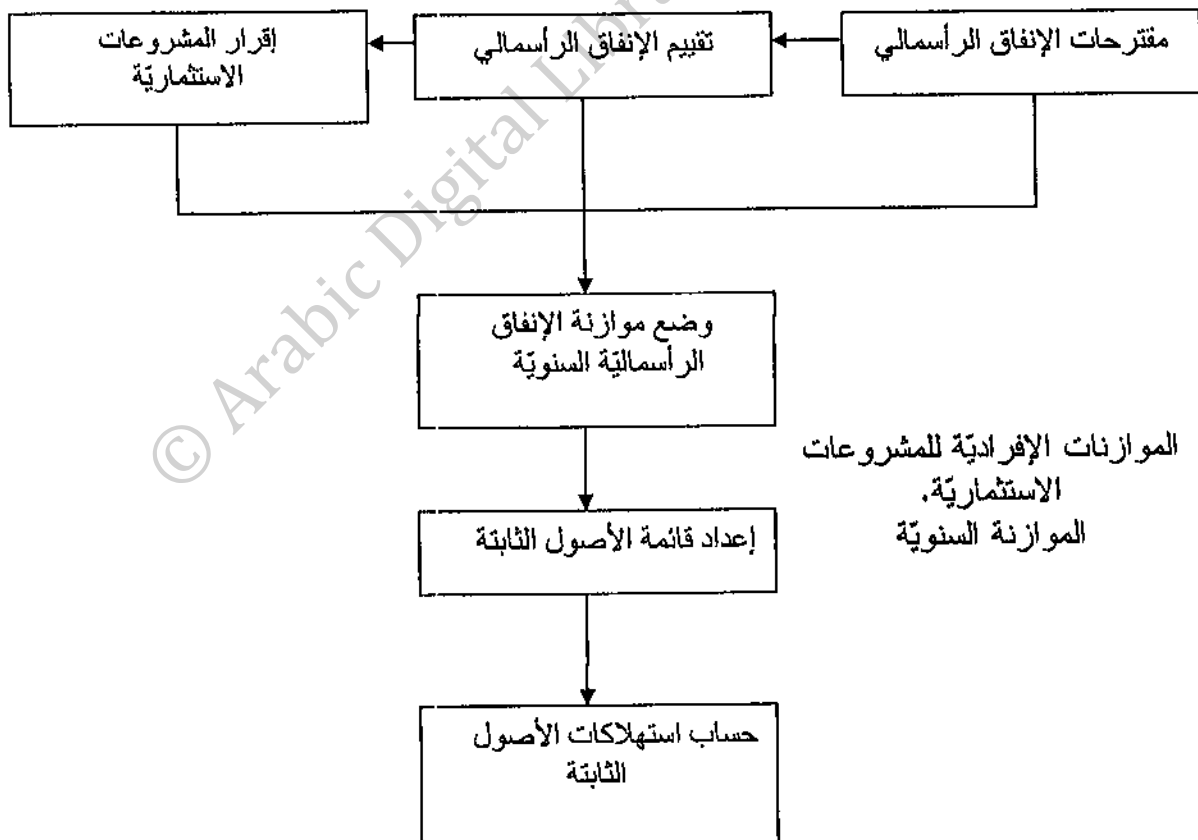 مقترحات الإنفاق الرأسمالي
تقييم الإنفاق الرأسمالي
إقرار المشروعات
الاستثماريّة
وضع موازنة الإنفاق
الرأسماليّة السنويّة
الموازنات الإفراديّة للمشروعات
الاستثماريّة.
الموازنة السنويّة
إعداد قائمة الأصول الثابتة
حساب استهلاكات الأصول
الثابتة
© Arabic Digital Libra